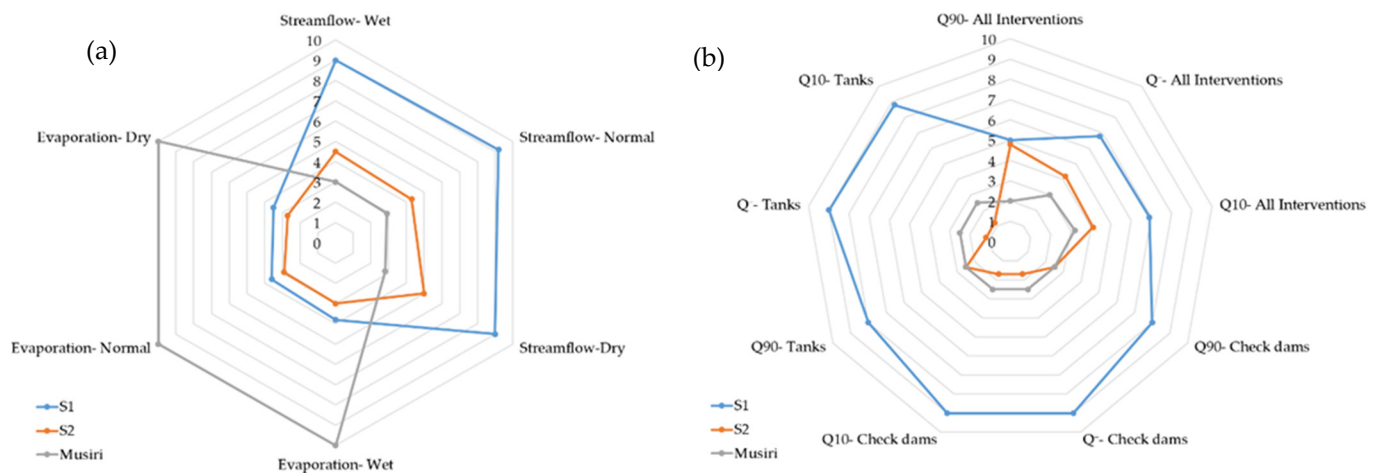 (a)
Streamflow- Wet
10
9
8
7
6
5
4
3
2
1
0
Streamflow- Normal
Streamflow-Dry
Evaporation- Wet
Evaporation- Normal
Evaporation- Dry
S1
S2
Musiri
(b)
Q90- All Interventions
10
9
8
7
6
5
4
3
2
1
0
Qˉ- All Interventions
Q10- All Interventions
Q90- Check dams
Qˉ- Check dams
Q10- Check dams
Q90- Tanks
Qˉ- Tanks
Q10- Tanks
S1
S2
Musiri